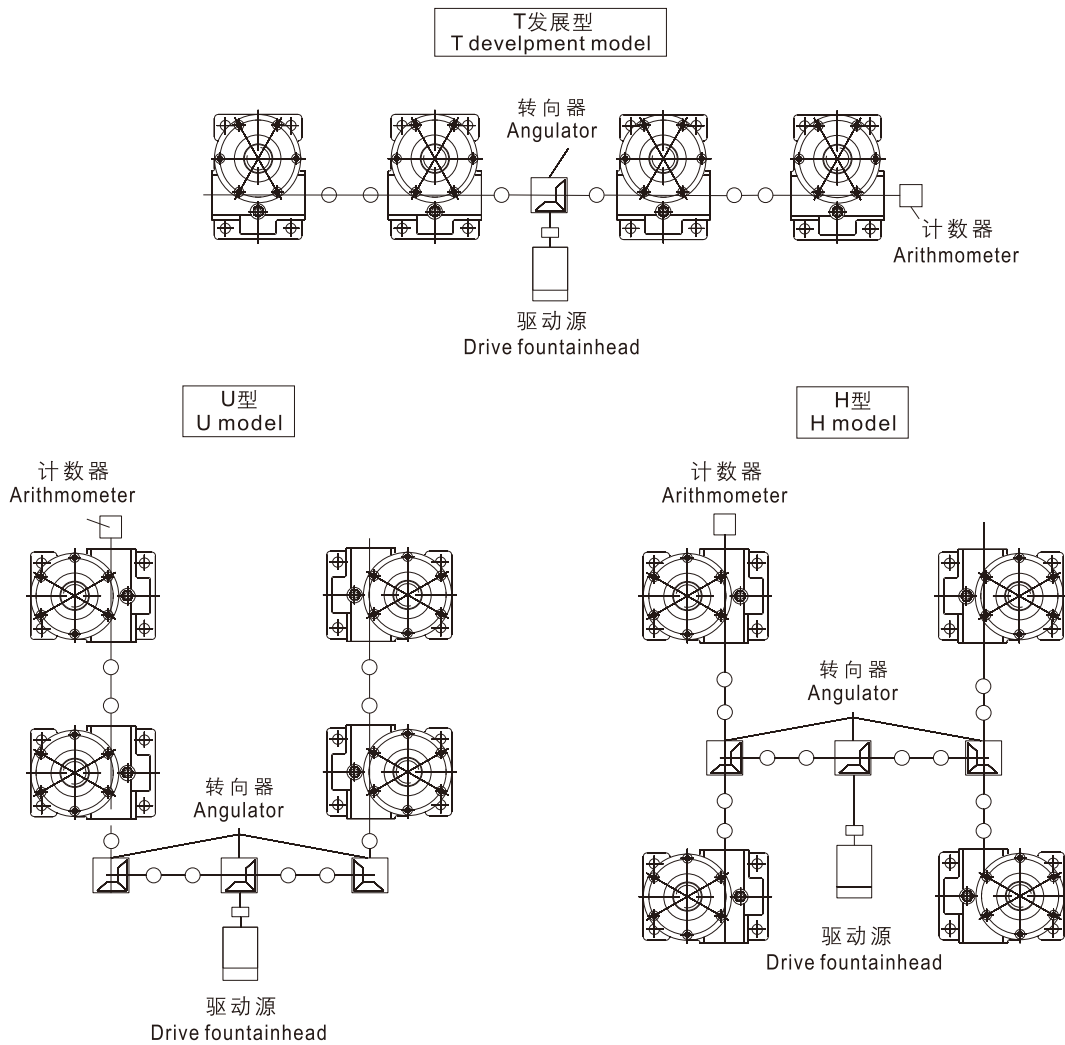 T发展型
T develpment model
转向器
Angulator
计数器
Arithmometer
驱动源
Drive fountainhead
U型
U model
计数器
Arithmometer
转向器
Angulator
驱动源
Drive fountainhead
H型
H model
计数器
Arithmometer
转向器
Angulator
驱动源
Drive fountainhead